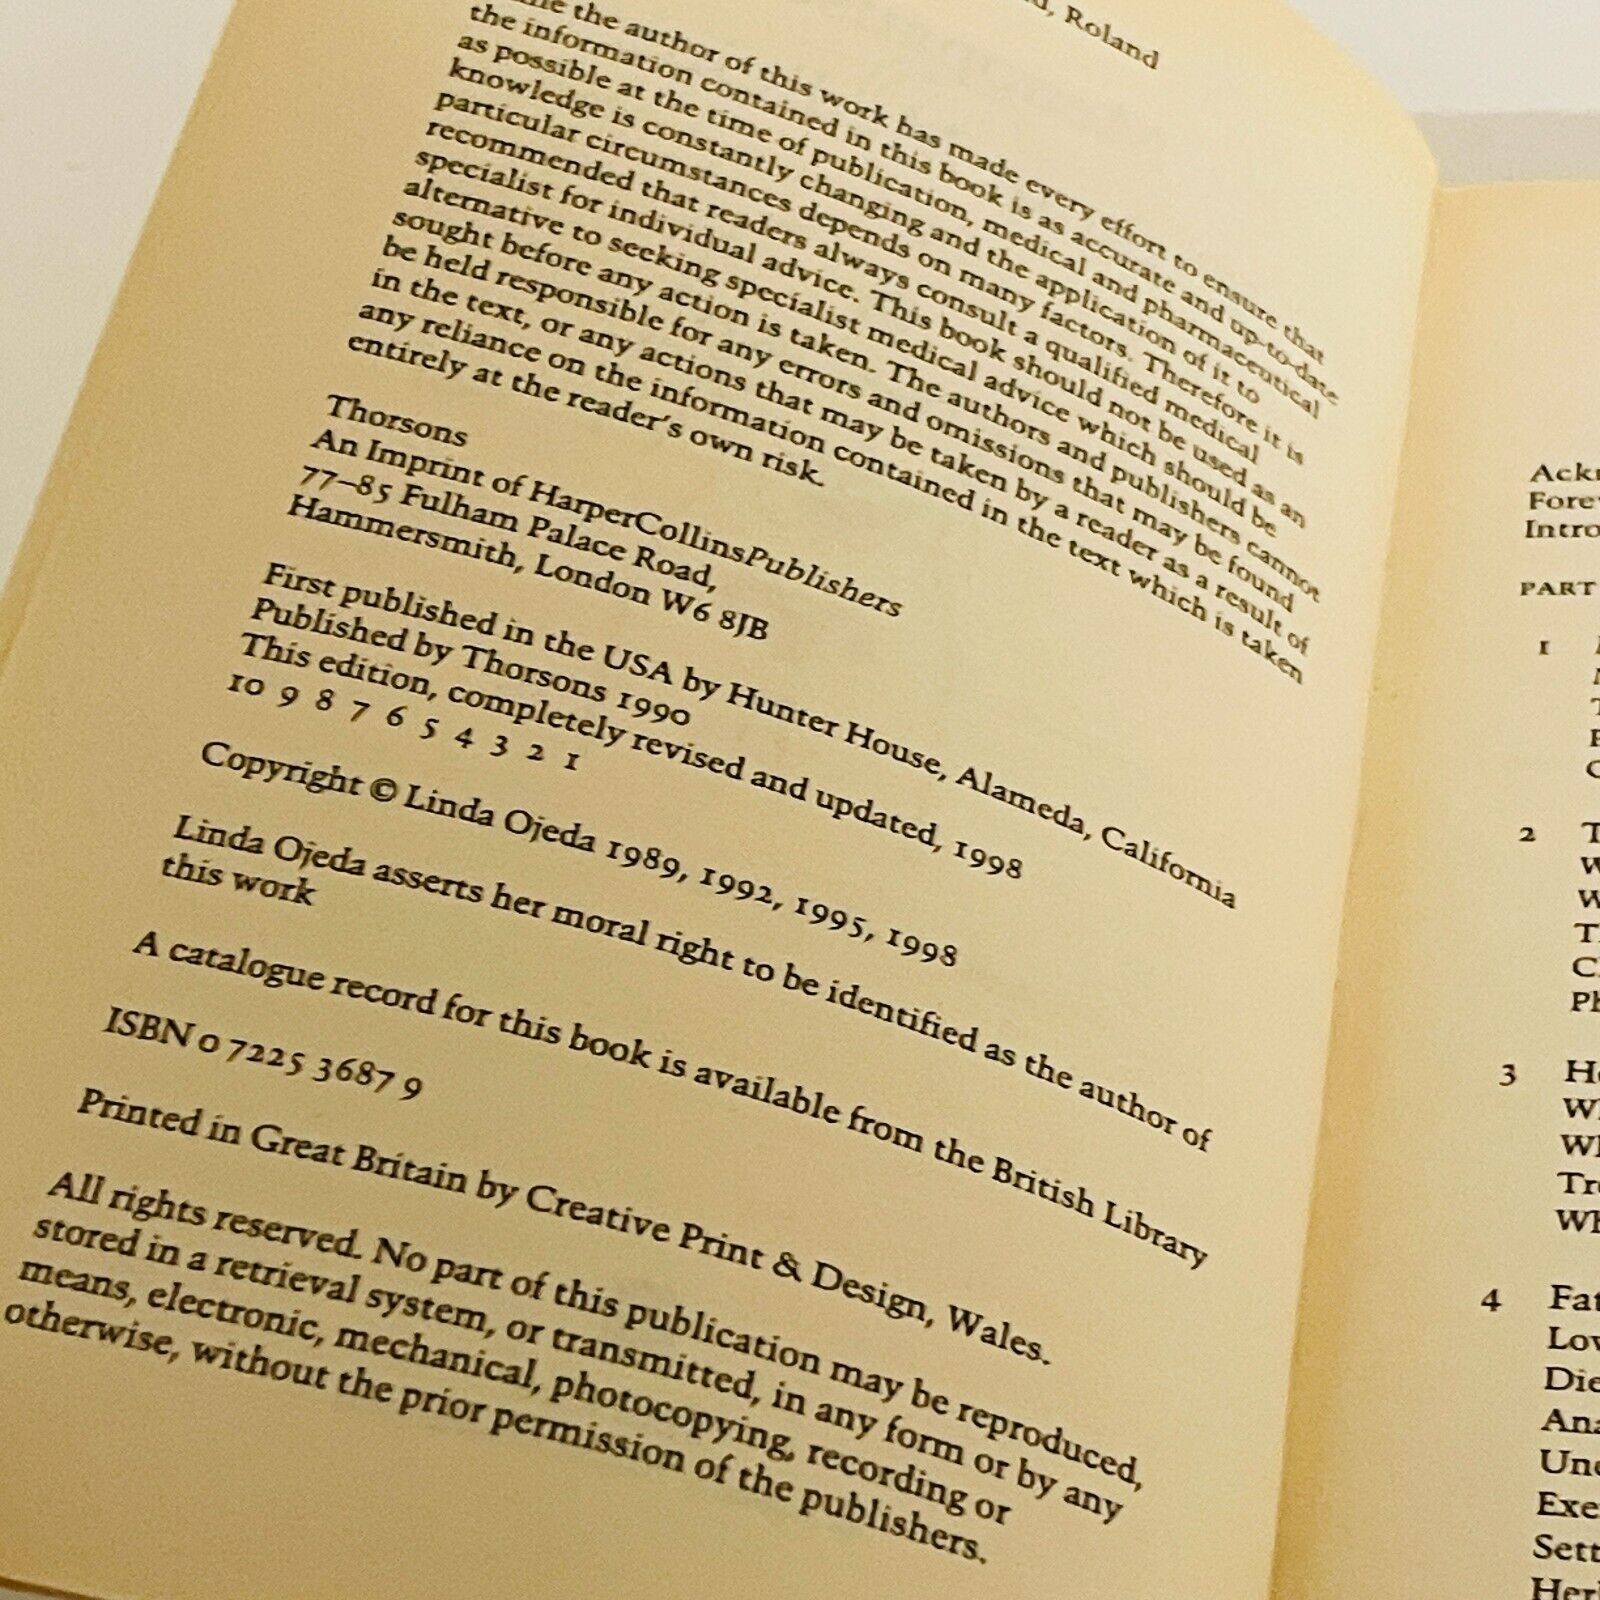 Roland
the author of this work has made every effort to ensure that
the information contained in this book is as accurate and up-to-date
as possible at the time of publication, medical and pharmaceutical
knowledge is constantly changing and the application of it to
particular circumstances depends on many factors. Therefore it is
recommended that readers always consult a qualified medical
specialist for individual advice. This book should not be used as an
alternative to seeking specialist medical advice which should be
sought before any action is taken. The authors and publishers cannot
be held responsible for any errors and omissions that may be found
in the text, or any actions that may be taken by a reader as a result of
any reliance on the information contained in the text which is taken
entirely at the reader's own risk.
Thorsons
An Imprint of HarperCollinsPublishers
77–85 Fulham Palace Road,
Hammersmith, London W6 8JB
First published in the USA by Hunter House, Alameda, California
Published by Thorsons 1990
This edition, completely revised and updated, 1998
10 9 8 7 6 5 4 3 2 1
Copyright © Linda Ojeda 1989, 1992, 1995, 1998
Linda Ojeda asserts her moral right to be identified as the author of
this work
A catalogue record for this book is available from the British Library
ISBN 0 7225 3687 9
Printed in Great Britain by Creative Print & Design, Wales.
All rights reserved. No part of this publication may be reproduced,
stored in a retrieval system, or transmitted, in any form or by any
means, electronic, mechanical, photocopying, recording or
otherwise, without the prior permission of the publishers.
PART
1
2
3
4